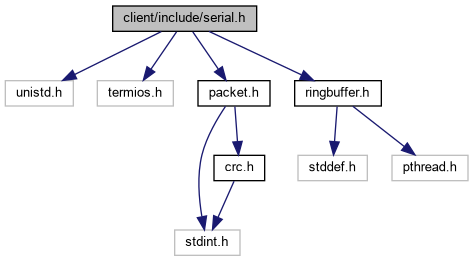 client/include/serial.h
unistd.h
termios.h
packet.h
ringbuffer.h
crc.h
stddef.h
pthread.h
stdint.h